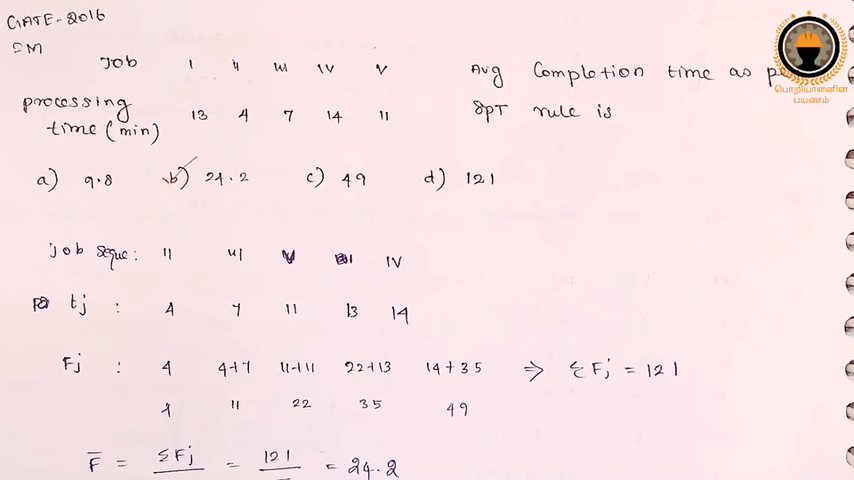 GATE-2016
Job I II III IV V
Avg Completion time as pe
பொறியாளனின்
பயணம்
processing
time (min) 13 4 7 14 11
SPT rule is
a) 9.8 b) 24.2 c) 49 d) 121
job seque: II III V I IV
tj : 4 7 11 13 14
Fj : 4 4+7 11+11 22+13 14+35 ⇒ ΣFj = 121
4 11 22 35 49
F̅ = ΣFj = 121 = 24.2